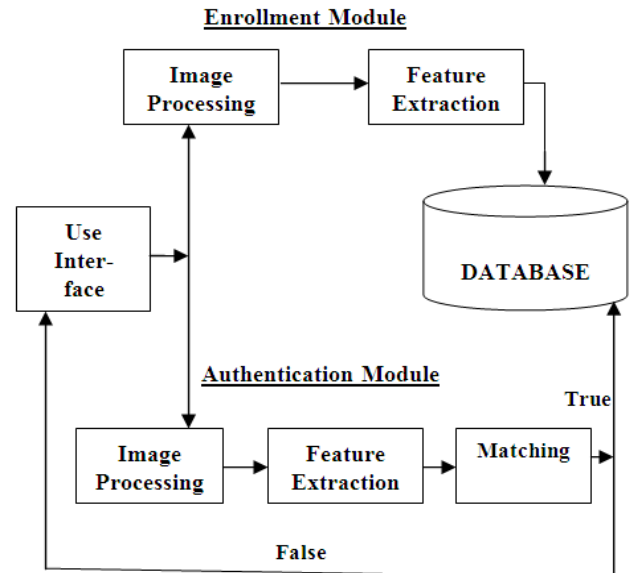 Enrollment Module
Image
Processing
Feature
Extraction
Use
Inter-
face
DATABASE
Authentication Module
True
Image
Processing
Feature
Extraction
Matching
False